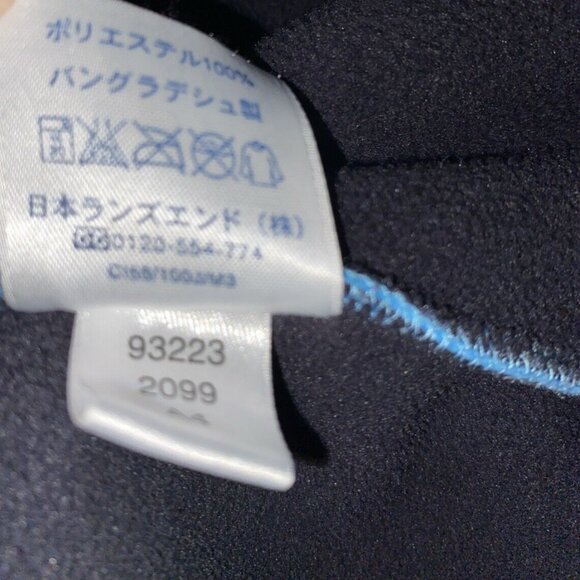 ポリエステル100%
バングラデシュ製
日本ランズエンド(株)
0120-554-774
93223
2099